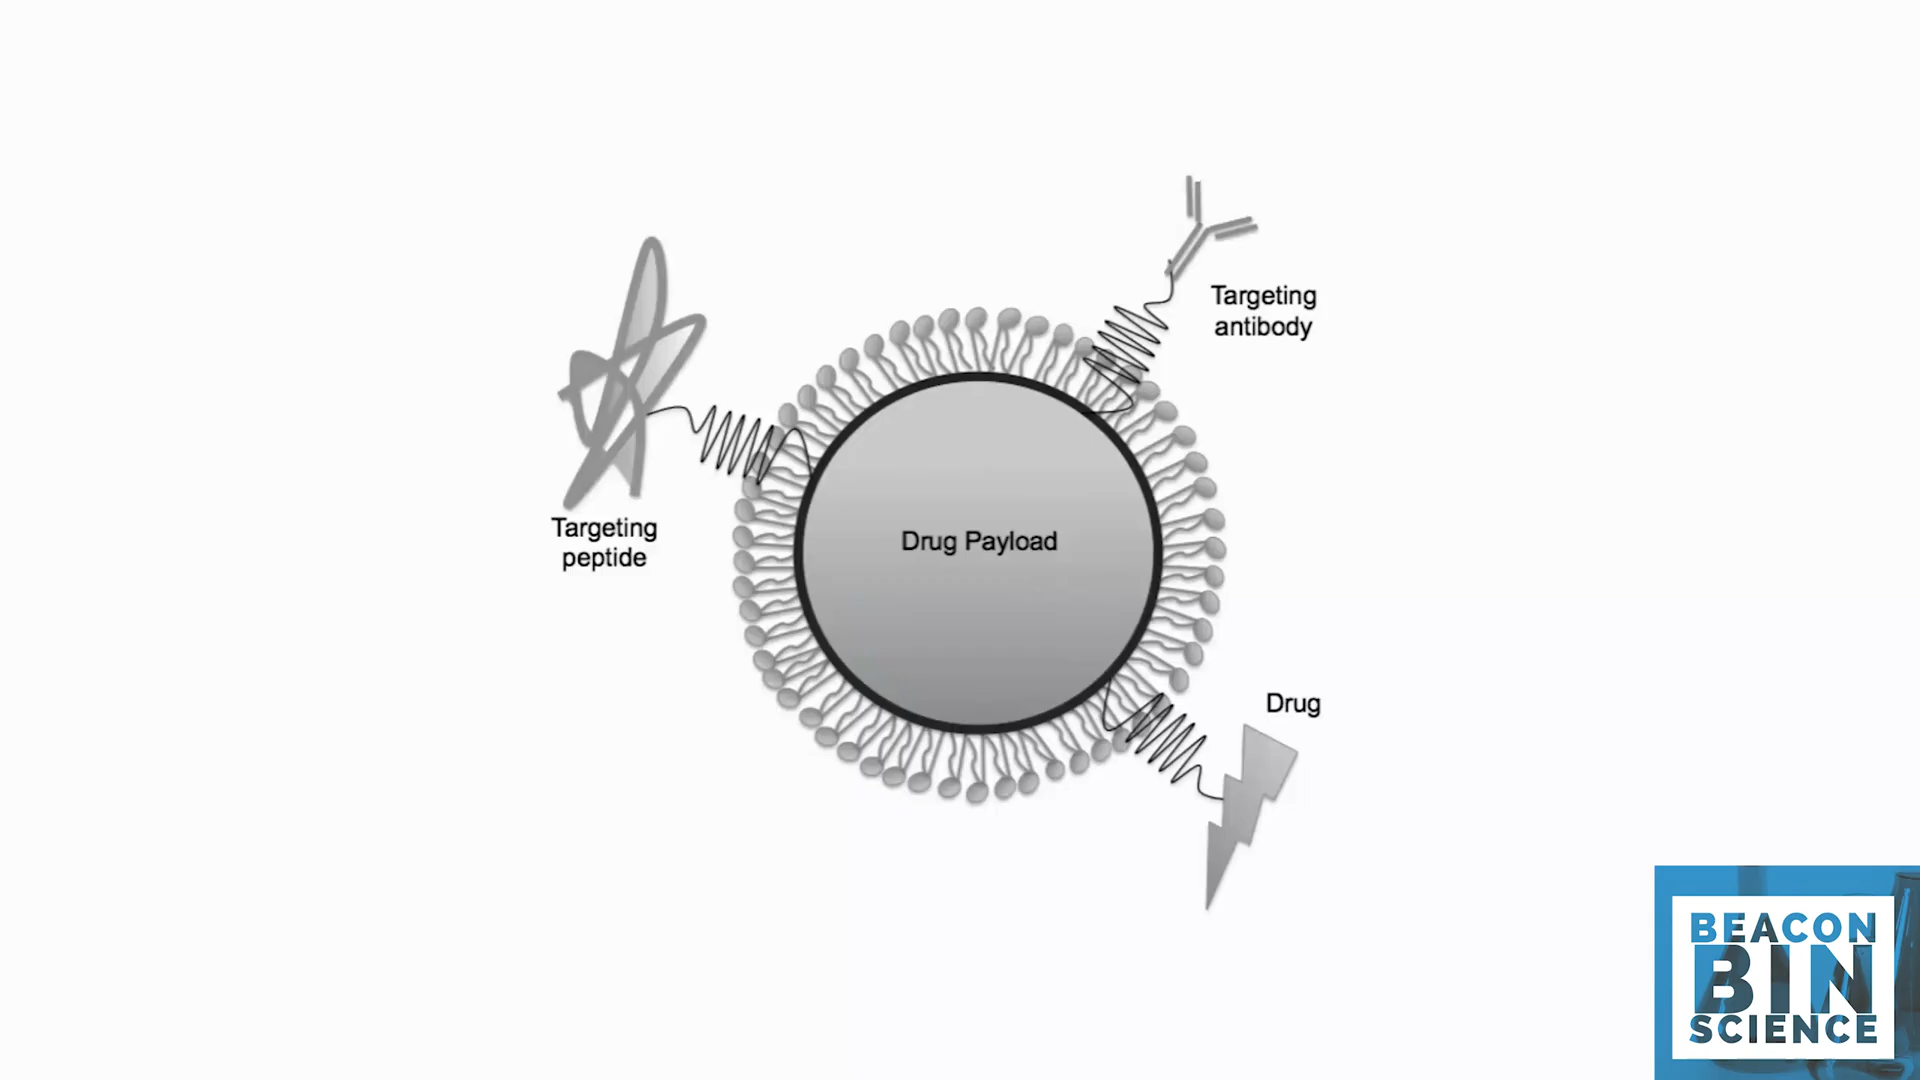 Targeting
antibody
Targeting
peptide
Drug Payload
Drug
BEACON
BIN
SCIENCE